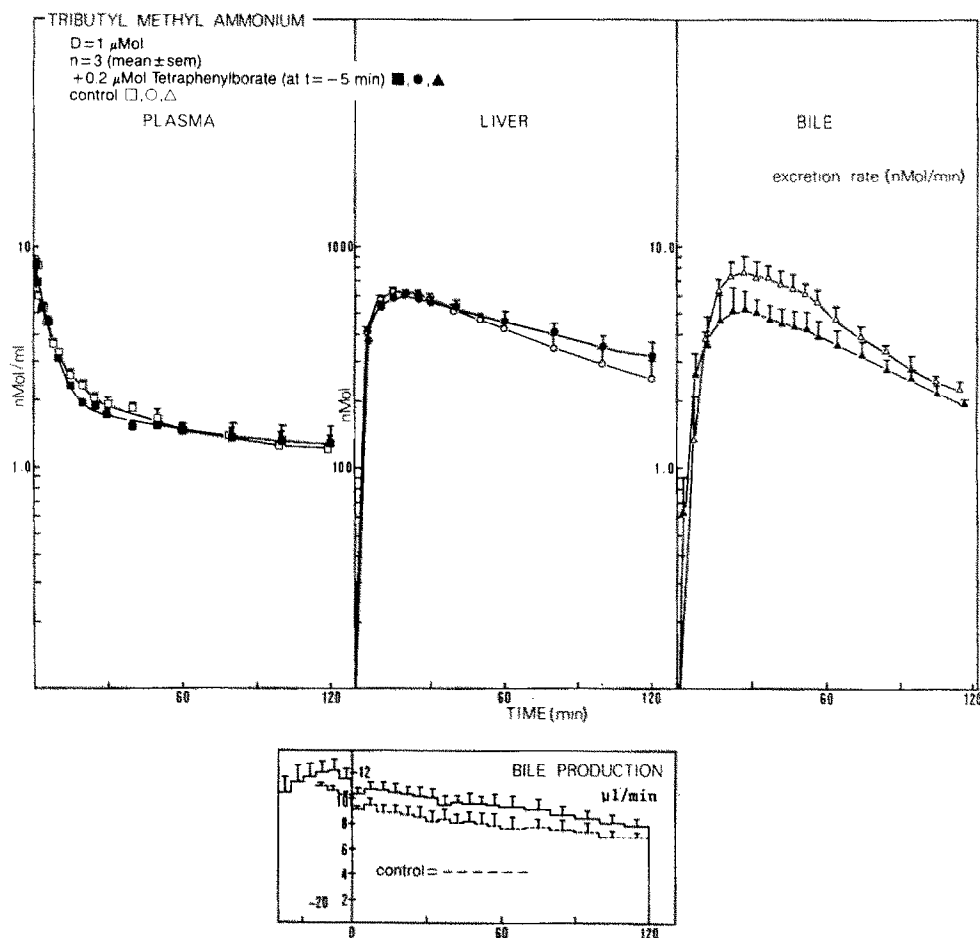 TRIBUTYL METHYL AMMONIUM
D=1 µMol
n=3 (mean±sem)
+0.2 µMol Tetraphenylborate (at t=−5 min) ■,●,▲
control □,○,△
PLASMA
LIVER
BILE
excretion rate (nMol/min)
10
1000
10.0
nMol/ml
nMol
1.0
100
1.0
60
120
60
120
60
120
TIME(min)
BILE PRODUCTION
µl/min
12
10
8
6
control= -----
4
2
-20
0
60
120